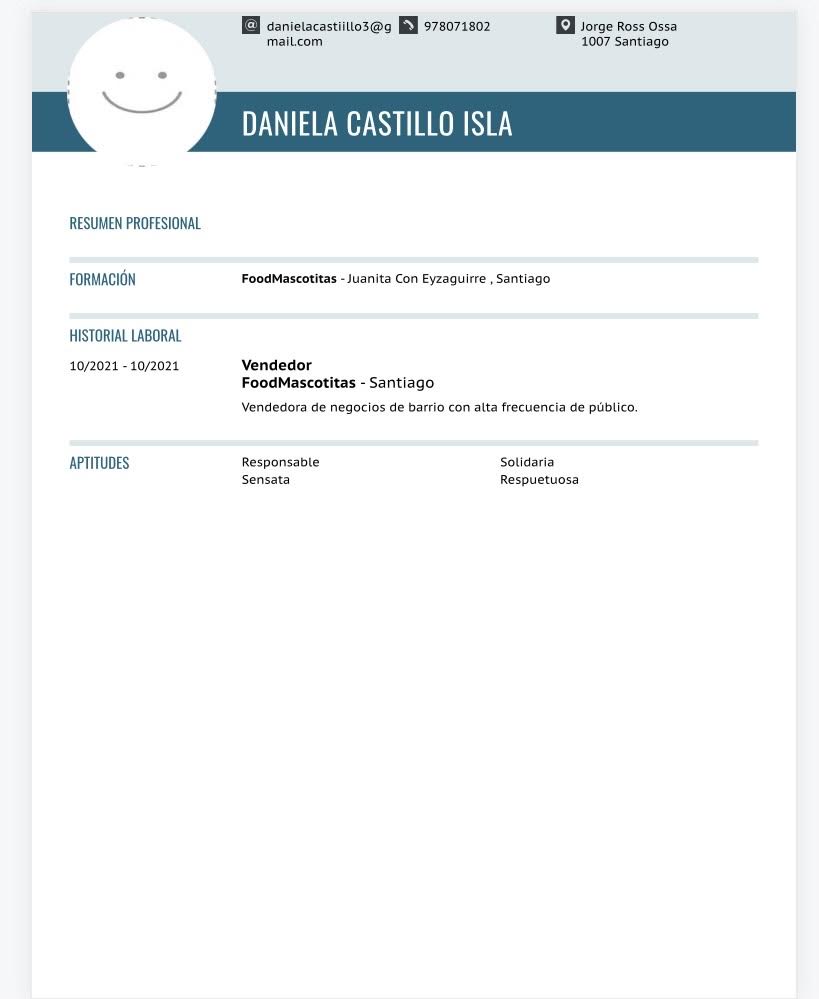 danielacastiillo3@g
mail.com
978071802
Jorge Ross Ossa
1007 Santiago
DANIELA CASTILLO ISLA
RESUMEN PROFESIONAL
FORMACIÓN
FoodMascotitas - Juanita Con Eyzaguirre , Santiago
HISTORIAL LABORAL
10/2021 - 10/2021
Vendedor
FoodMascotitas - Santiago
Vendedora de negocios de barrio con alta frecuencia de público.
APTITUDES
Responsable
Sensata
Solidaria
Respuetuosa